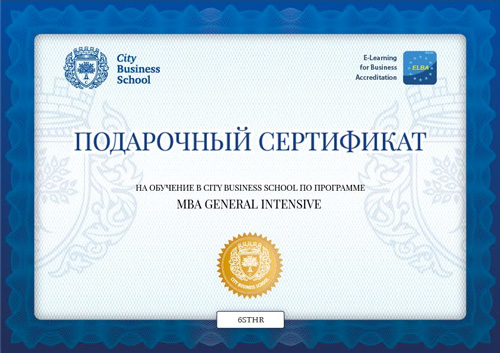 City
Business
School
E-Learning
for Business
Accreditation
ELBA
ПОДАРОЧНЫЙ СЕРТИФИКАТ
НА ОБУЧЕНИЕ В CITY BUSINESS SCHOOL ПО ПРОГРАММЕ
MBA GENERAL INTENSIVE
CITY BUSINESS SCHOOL
65THR